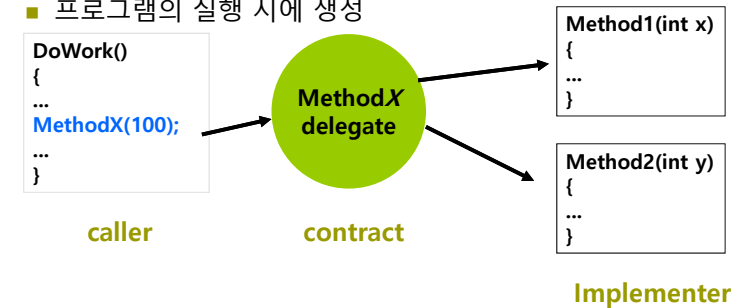 프로그램의 실행 시에 생성
DoWork()
{
...
MethodX(100);
...
}
caller
MethodX
delegate
contract
Method1(int x)
{
...
}
Method2(int y)
{
...
}
Implementer